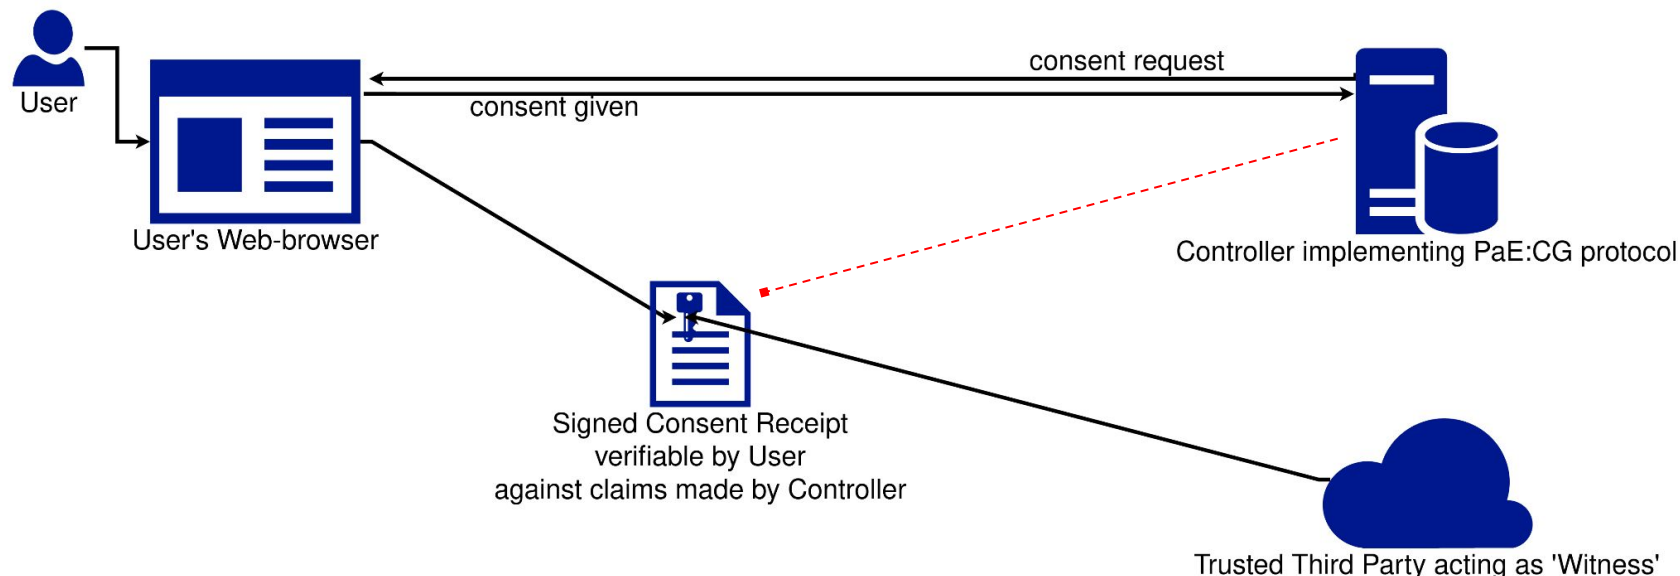 consent request
User
consent given
User's Web-browser
Controller implementing PaE:CG protocol
Signed Consent Receipt
verifiable by User
against claims made by Controller
Trusted Third Party acting as 'Witness'